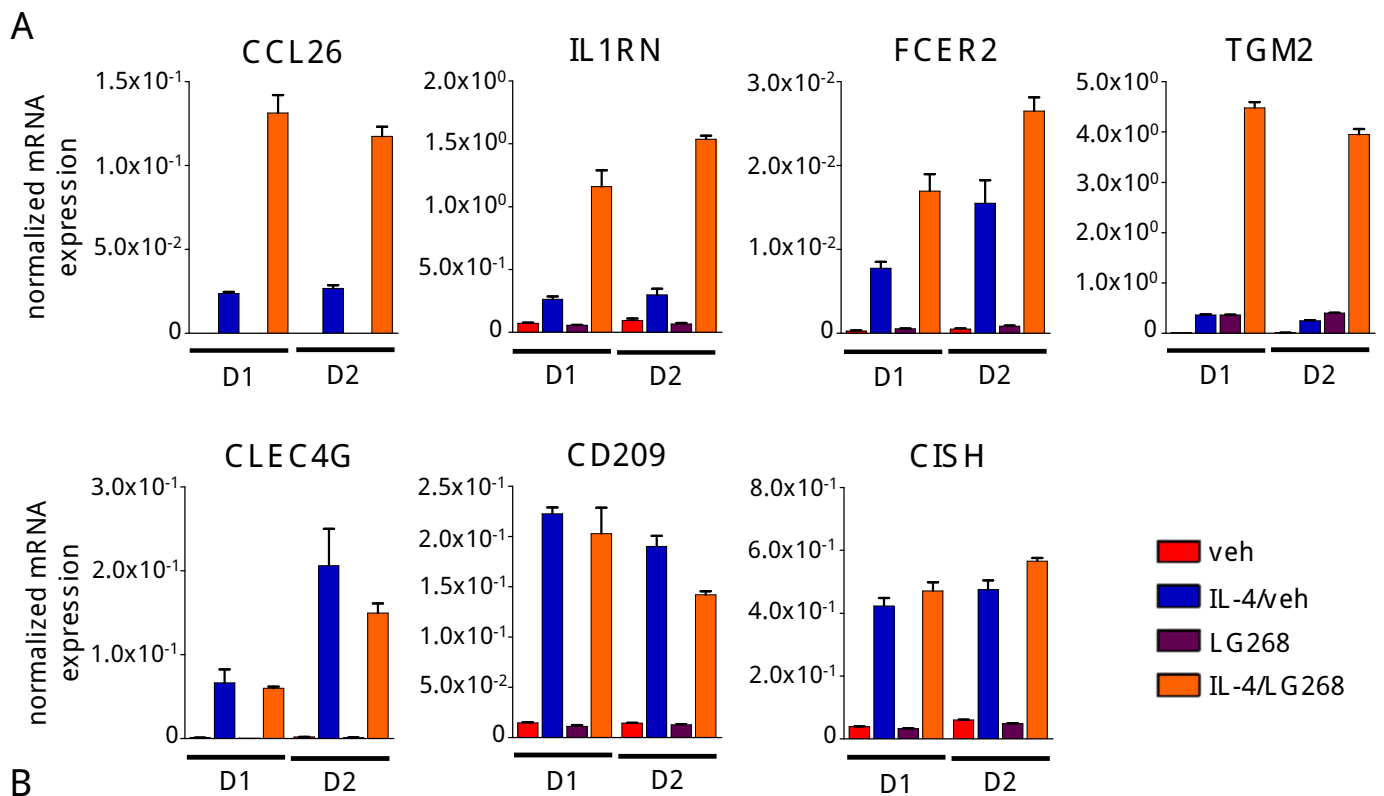 A
CCL26
IL1RN
FCER2
TGM2
normalized mRNA
expression
1.5x10⁻¹
1.0x10⁻¹
5.0x10⁻²
0
D1
D2
2.0x10⁰
1.5x10⁰
1.0x10⁰
5.0x10⁻¹
0
D1
D2
3.0x10⁻²
2.0x10⁻²
1.0x10⁻²
0
D1
D2
5.0x10⁰
4.0x10⁰
3.0x10⁰
2.0x10⁰
1.0x10⁰
0
D1
D2
CLEC4G
CD209
CISH
normalized mRNA
expression
3.0x10⁻¹
2.0x10⁻¹
1.0x10⁻¹
0
D1
D2
2.5x10⁻¹
2.0x10⁻¹
1.5x10⁻¹
1.0x10⁻¹
5.0x10⁻²
0
D1
D2
8.0x10⁻¹
6.0x10⁻¹
4.0x10⁻¹
2.0x10⁻¹
0
D1
D2
veh
IL-4/veh
LG268
IL-4/LG268
B